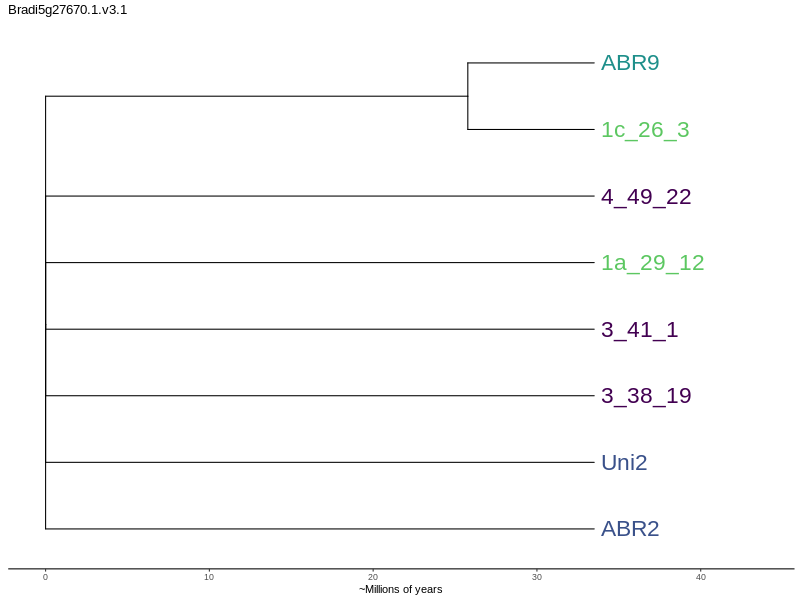 Bradi5g27670.1.v3.1
ABR9
1c_26_3
4_49_22
1a_29_12
3_41_1
3_38_19
Uni2
ABR2
0 10 20 30 40
~Millions of years